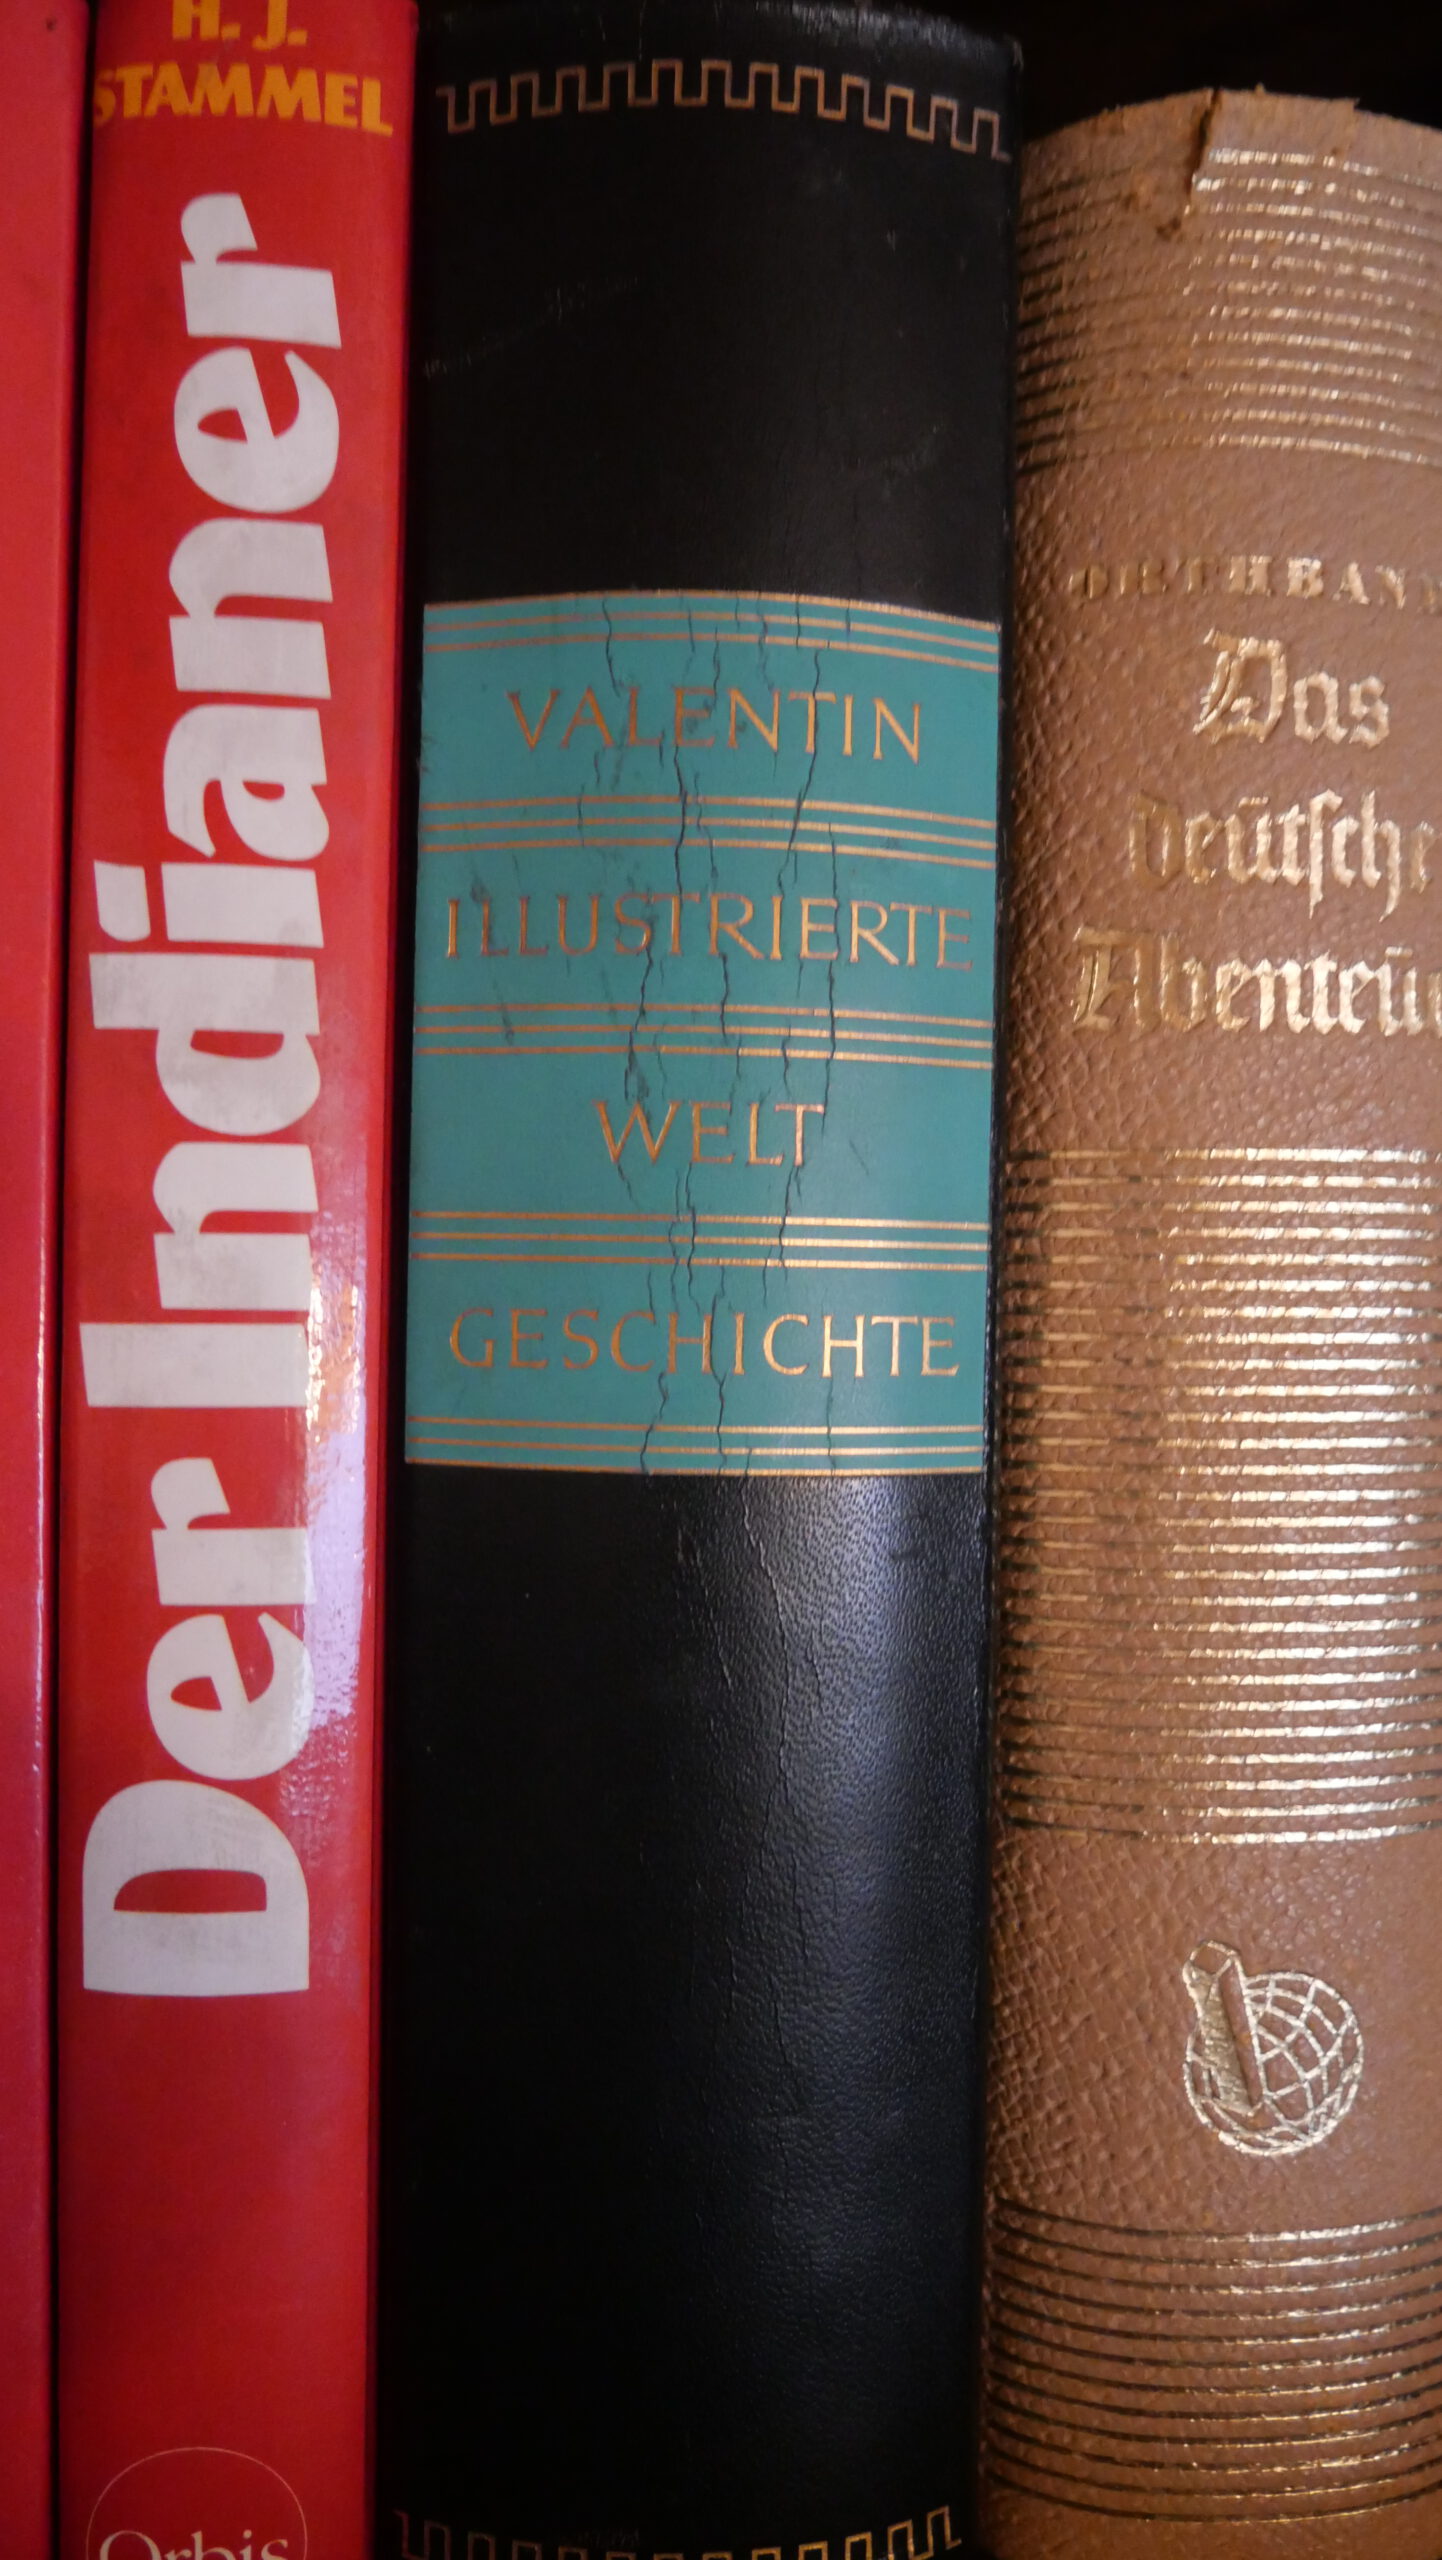 H. J.
STAMMEL
Der Indianer
Orbis
VALENTIN
ILLUSTRIERTE
WELT
GESCHICHTE
Das
deutsche